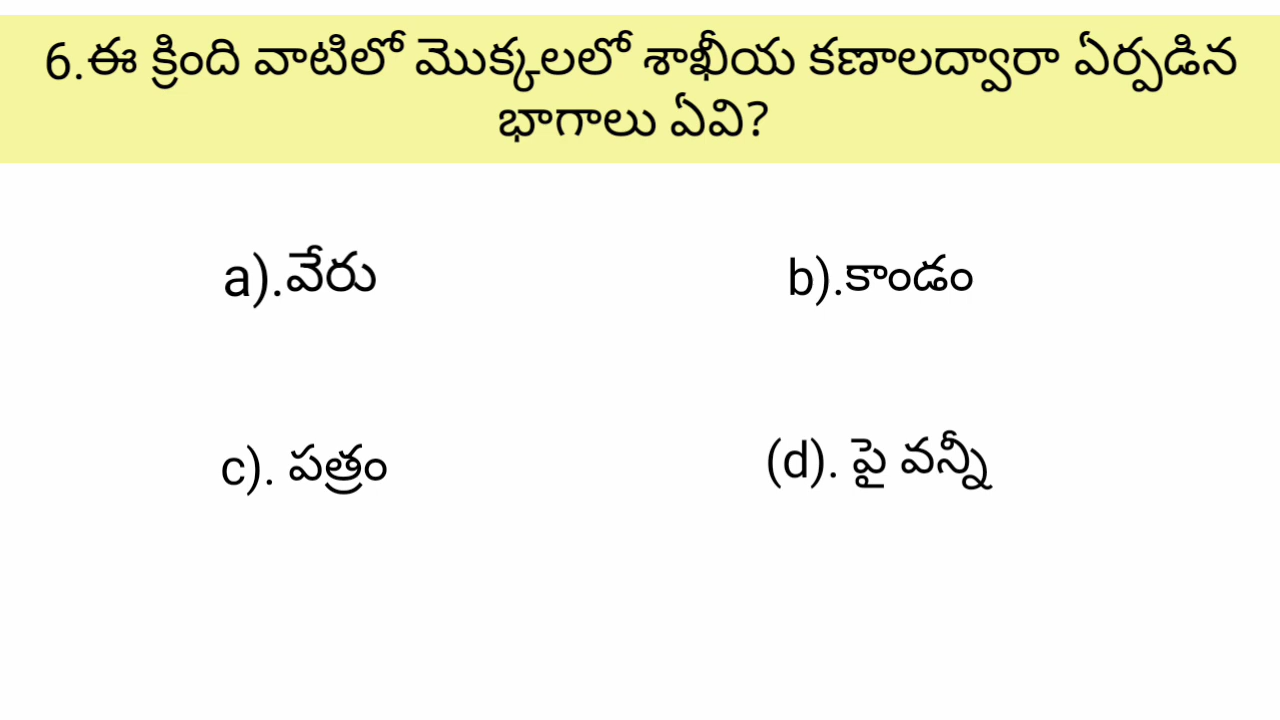 6.ఈ క్రింది వాటిలో మొక్కలలో శాఖీయ కణాలద్వారా ఏర్పడిన
భాగాలు ఏవి?
a).వేరు
b).కాండం
c). పత్రం
(d). పై వన్నీ